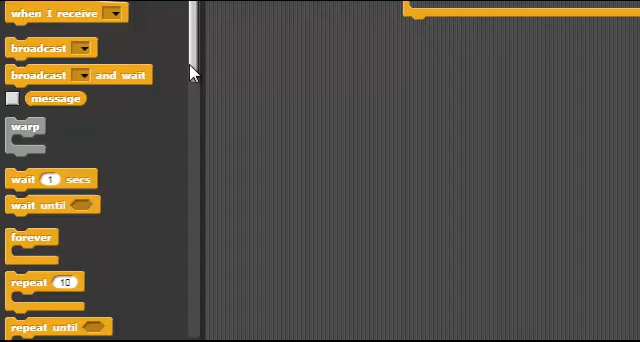 when I receive
broadcast
broadcast and wait
message
warp
wait 1 secs
wait until
forever
repeat 10
repeat until